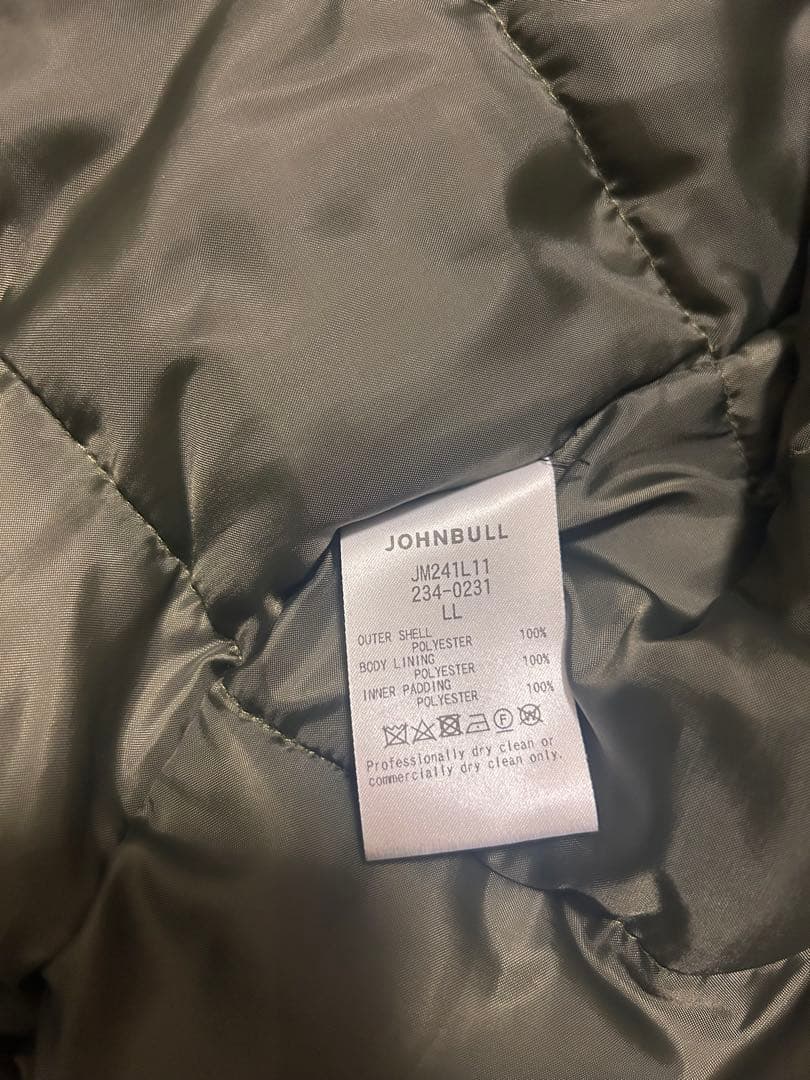 JOHNBULL
JM241L11
234-0231
LL
OUTER SHELL
POLYESTER 100%
BODY LINING
POLYESTER 100%
INNER PADDING
POLYESTER 100%
F W
Professionally dry clean or
commercially dry clean only.